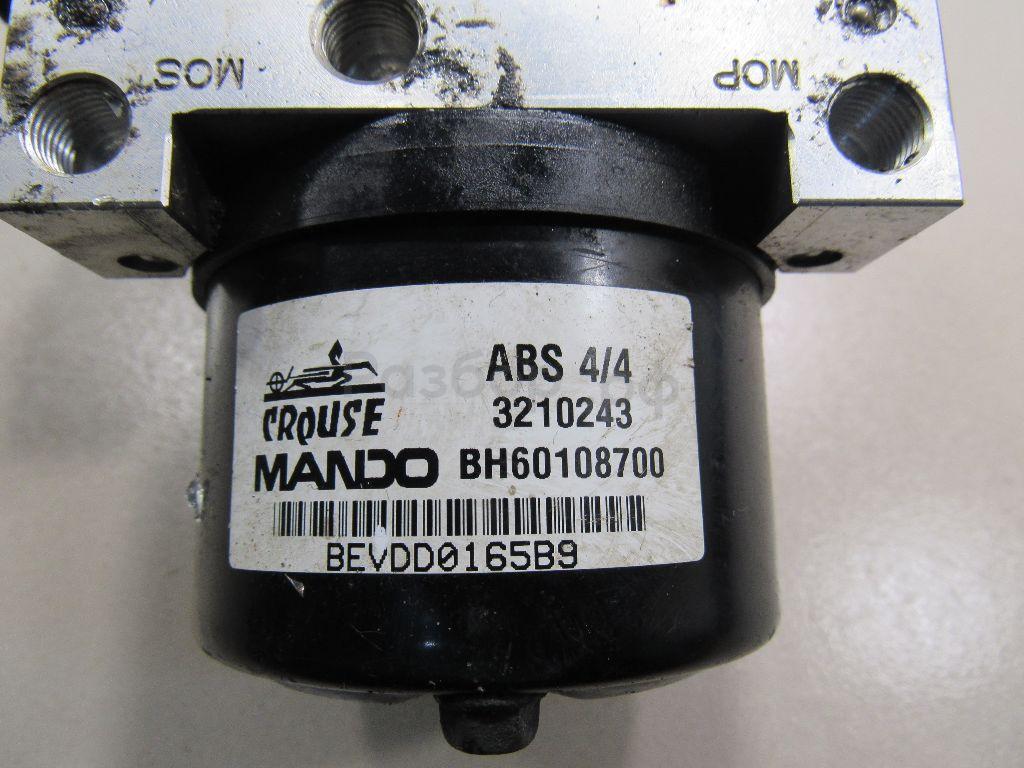 MOS
MOP
CROUSE
ABS 4/4
3210243
MANDO BH60108700
BEVDD0165B9